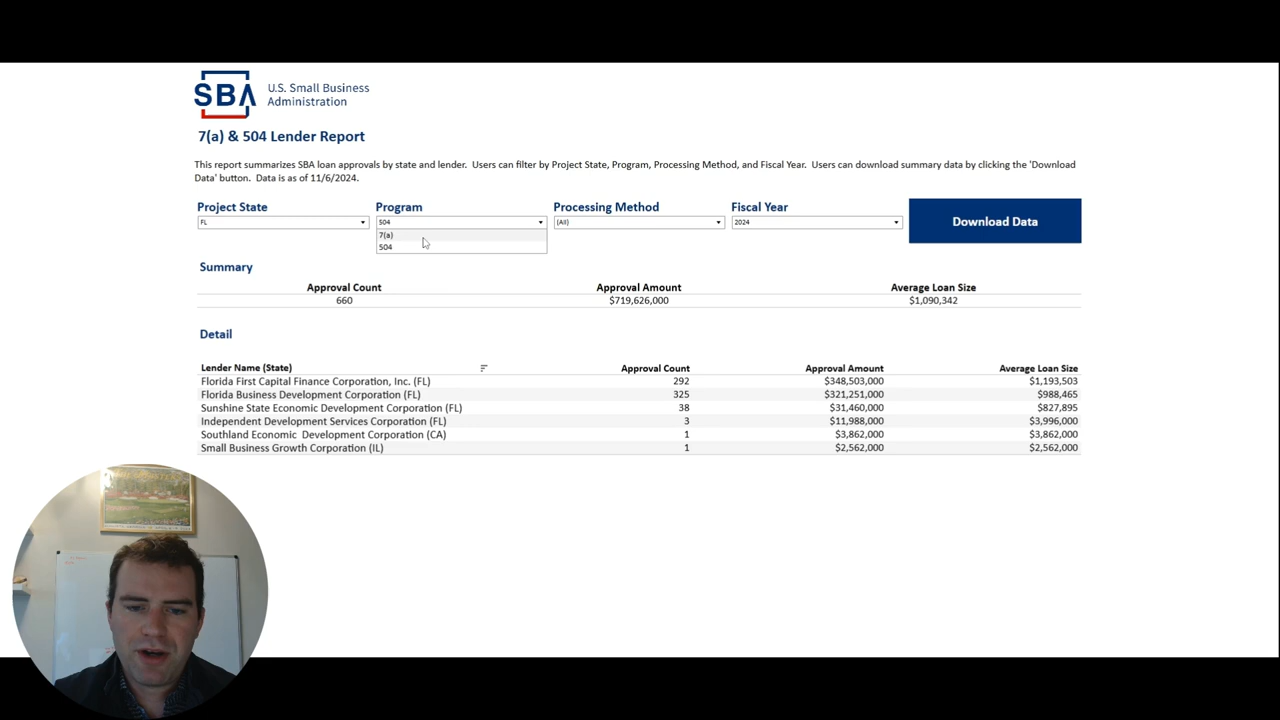 SBA
U.S. Small Business
Administration
7(a) & 504 Lender Report
This report summarizes SBA loan approvals by state and lender. Users can filter by Project State, Program, Processing Method, and Fiscal Year. Users can download summary data by clicking the 'Download
Data' button. Data is as of 11/6/2024.
Project State Program Processing Method Fiscal Year
FL 504 (All) 2024
Download Data
7(a)
504
Summary
Approval Count Approval Amount Average Loan Size
660 $719,626,000 $1,090,342
Detail
Lender Name (State) Approval Count Approval Amount Average Loan Size
Florida First Capital Finance Corporation, Inc. (FL) 292 $348,503,000 $1,193,503
Florida Business Development Corporation (FL) 325 $321,251,000 $988,465
Sunshine State Economic Development Corporation (FL) 38 $31,460,000 $827,895
Independent Development Services Corporation (FL) 3 $11,988,000 $3,996,000
Southland Economic Development Corporation (CA) 1 $3,862,000 $3,862,000
Small Business Growth Corporation (IL) 1 $2,562,000 $2,562,000